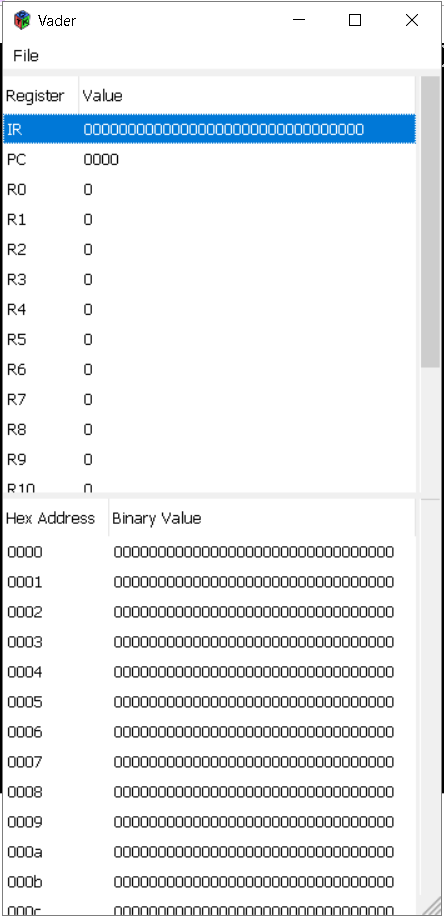 Vader
File
Register Value
IR 00000000000000000000000000000000
PC 0000
R0 0
R1 0
R2 0
R3 0
R4 0
R5 0
R6 0
R7 0
R8 0
R9 0
R10 0
Hex Address Binary Value
0000 00000000000000000000000000000000
0001 00000000000000000000000000000000
0002 00000000000000000000000000000000
0003 00000000000000000000000000000000
0004 00000000000000000000000000000000
0005 00000000000000000000000000000000
0006 00000000000000000000000000000000
0007 00000000000000000000000000000000
0008 00000000000000000000000000000000
0009 00000000000000000000000000000000
000a 00000000000000000000000000000000
000b 00000000000000000000000000000000
000c 00000000000000000000000000000000